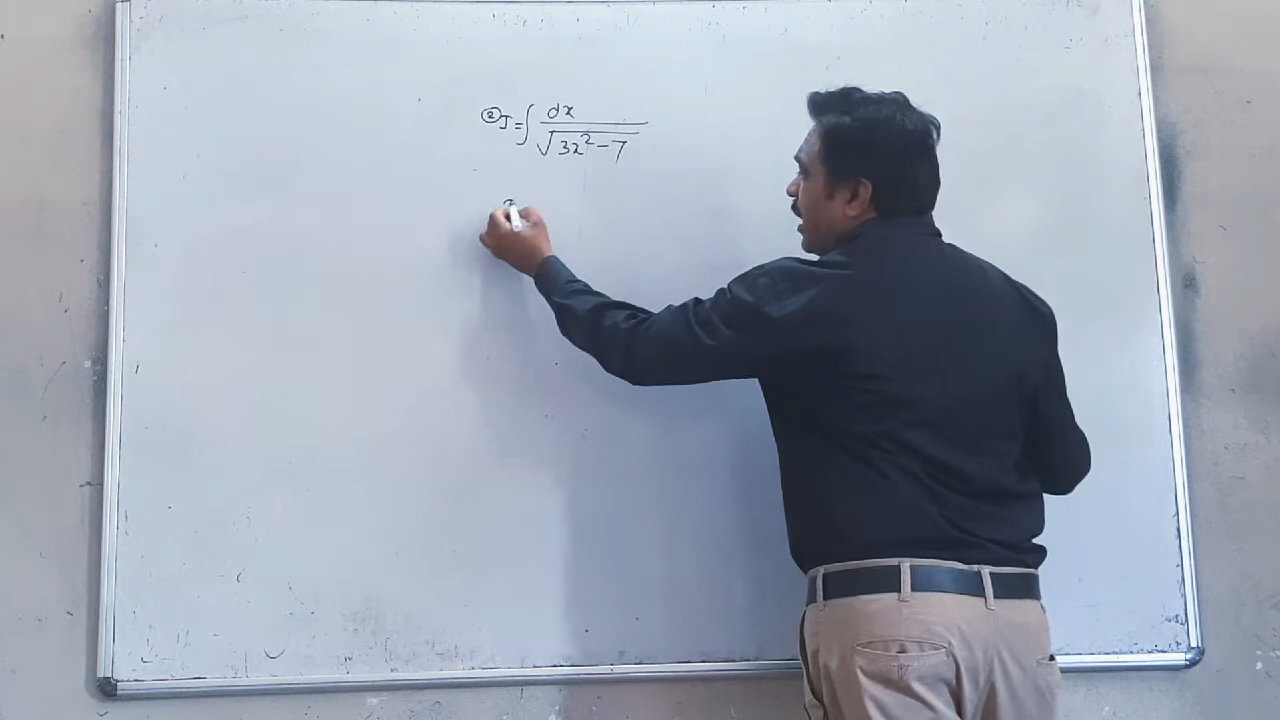 ② I = ∫ dx / √(3x² - 7)